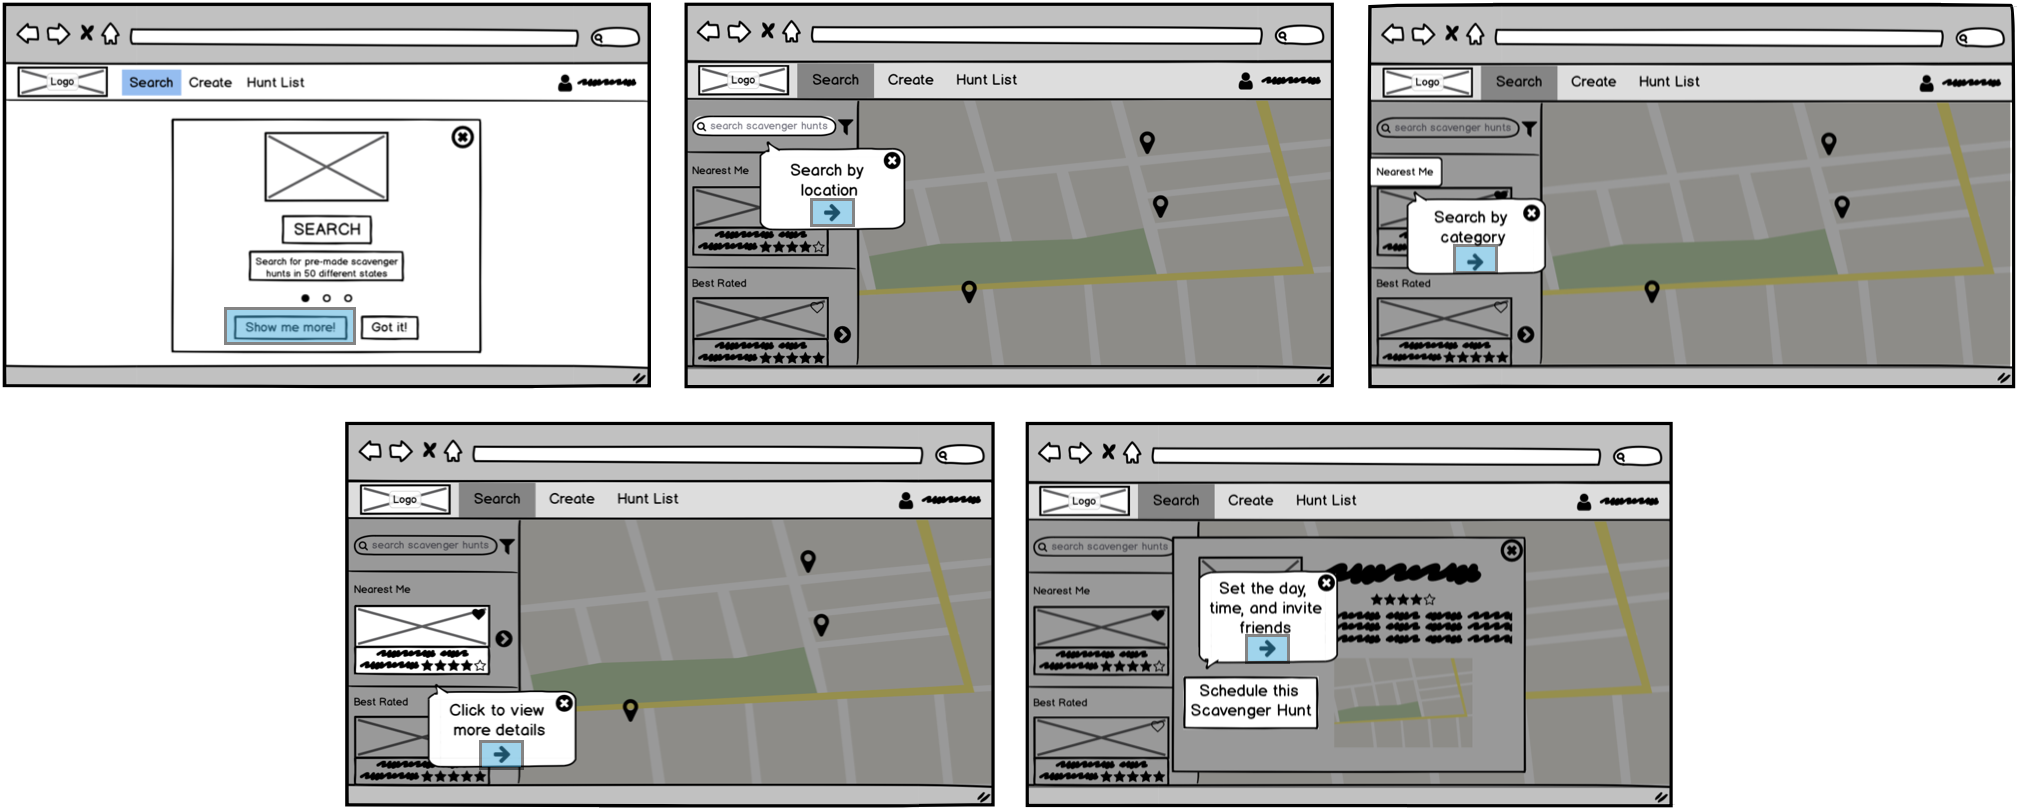 Logo
Search
Create
Hunt List
SEARCH
Search for pre-made scavenger
hunts in 50 different states
Show me more!
Got it!
Logo
Search
Create
Hunt List
search scavenger hunts
Search by
location
Nearest Me
Best Rated
Logo
Search
Create
Hunt List
search scavenger hunts
Nearest Me
Search by
category
Best Rated
Logo
Search
Create
Hunt List
search scavenger hunts
Nearest Me
Best Rated
Click to view
more details
Logo
Search
Create
Hunt List
search scavenger hunts
Nearest Me
Best Rated
Set the day,
time, and invite
friends
Schedule this
Scavenger Hunt